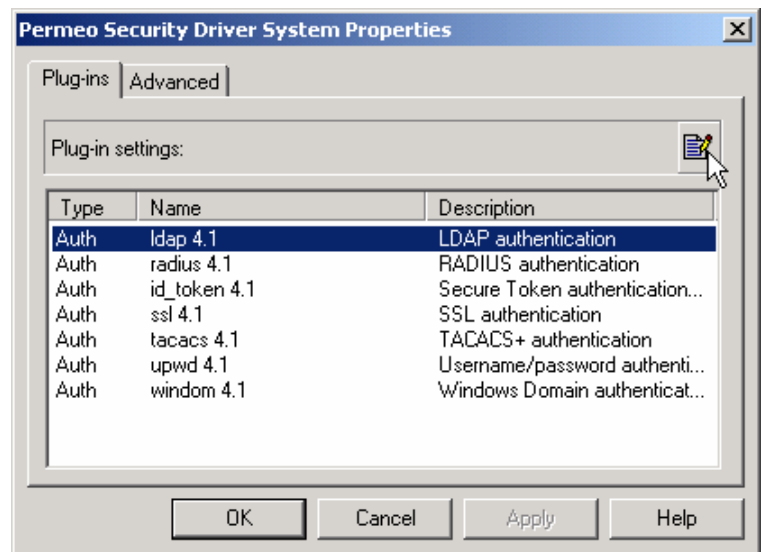 Permeo Security Driver System Properties
Plug-ins Advanced
Plug-in settings:
Type Name Description
Auth ldap 4.1 LDAP authentication
Auth radius 4.1 RADIUS authentication
Auth id_token 4.1 Secure Token authentication...
Auth ssl 4.1 SSL authentication
Auth tacacs 4.1 TACACS+ authentication
Auth upwd 4.1 Username/password authenti...
Auth windom 4.1 Windows Domain authenticat...
OK Cancel Apply Help